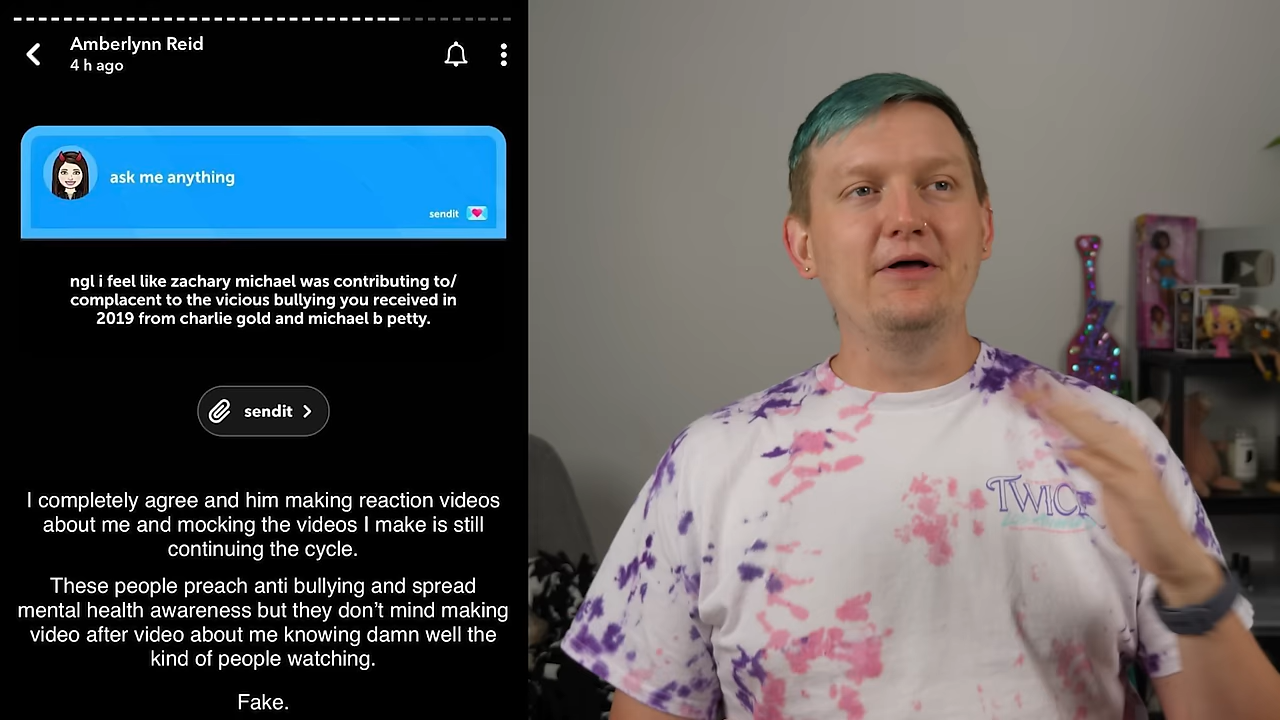 Amberlynn Reid
4 h ago
ask me anything
sendit
ngl i feel like zachary michael was contributing to/
complacent to the vicious bullying you received in
2019 from charlie gold and michael b petty.
sendit
I completely agree and him making reaction videos
about me and mocking the videos I make is still
continuing the cycle.
These people preach anti bullying and spread
mental health awareness but they don’t mind making
video after video about me knowing damn well the
kind of people watching.
Fake.
TWICE